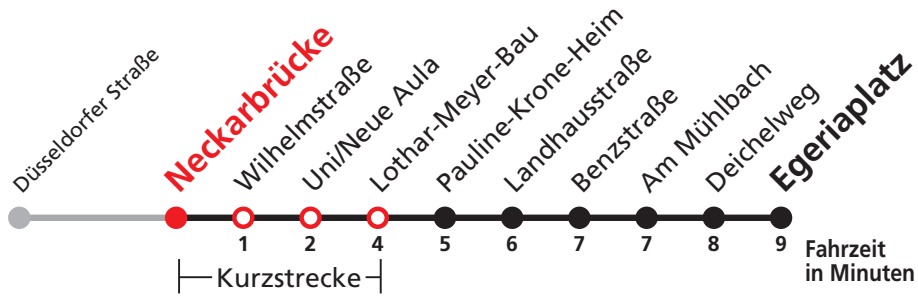 Düsseldorfer Straße
Neckarbrücke
Wilhelmstraße
Uni/Neue Aula
Lothar-Meyer-Bau
Pauline-Krone-Heim
Landhausstraße
Benzstraße
Am Mühlbach
Deichelweg
Egeriaplatz
1 2 4 5 6 7 7 8 9
Fahrzeit
in Minuten
Kurzstrecke